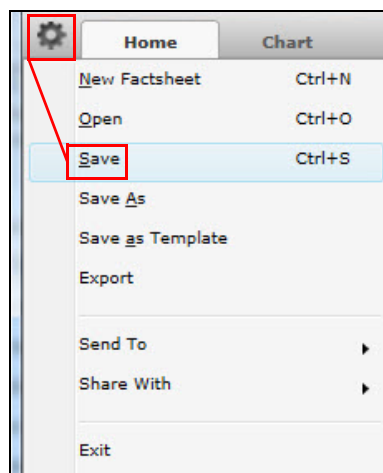 Home Chart
New Factsheet Ctrl+N
Open Ctrl+O
Save Ctrl+S
Save As
Save as Template
Export
Send To
Share With
Exit